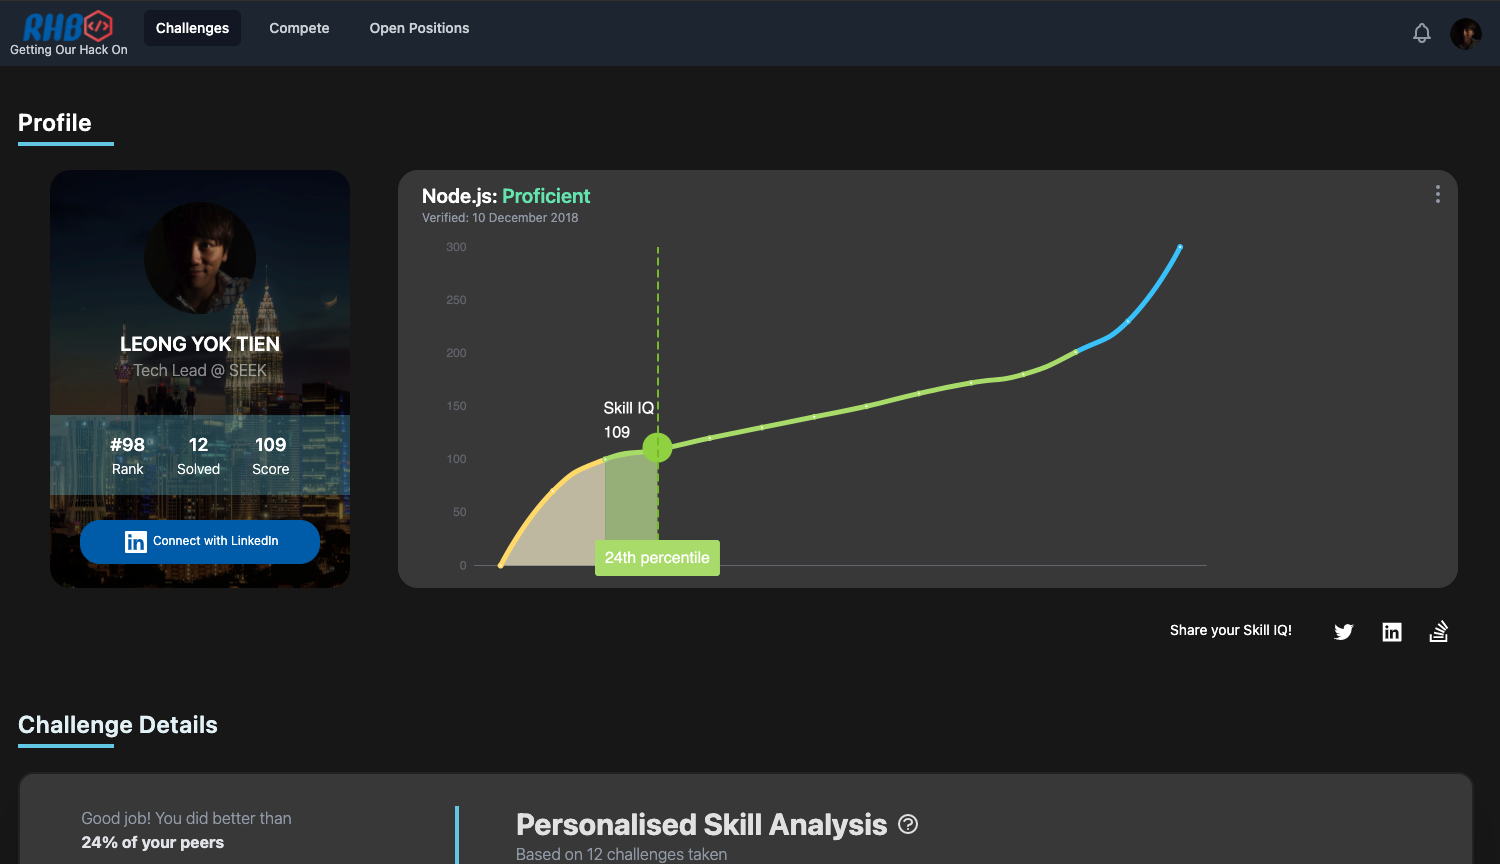 RHB </>
Getting Our Hack On
Challenges
Compete
Open Positions
Profile
LEONG YOK TIEN
Tech Lead @ SEEK
#98
12
109
Rank
Solved
Score
in Connect with LinkedIn
Node.js: Proficient
Verified: 10 December 2018
300
250
200
150
100
50
0
Skill IQ
109
24th percentile
Share your Skill IQ!
in
Challenge Details
Good job! You did better than
24% of your peers
Personalised Skill Analysis ?
Based on 12 challenges taken